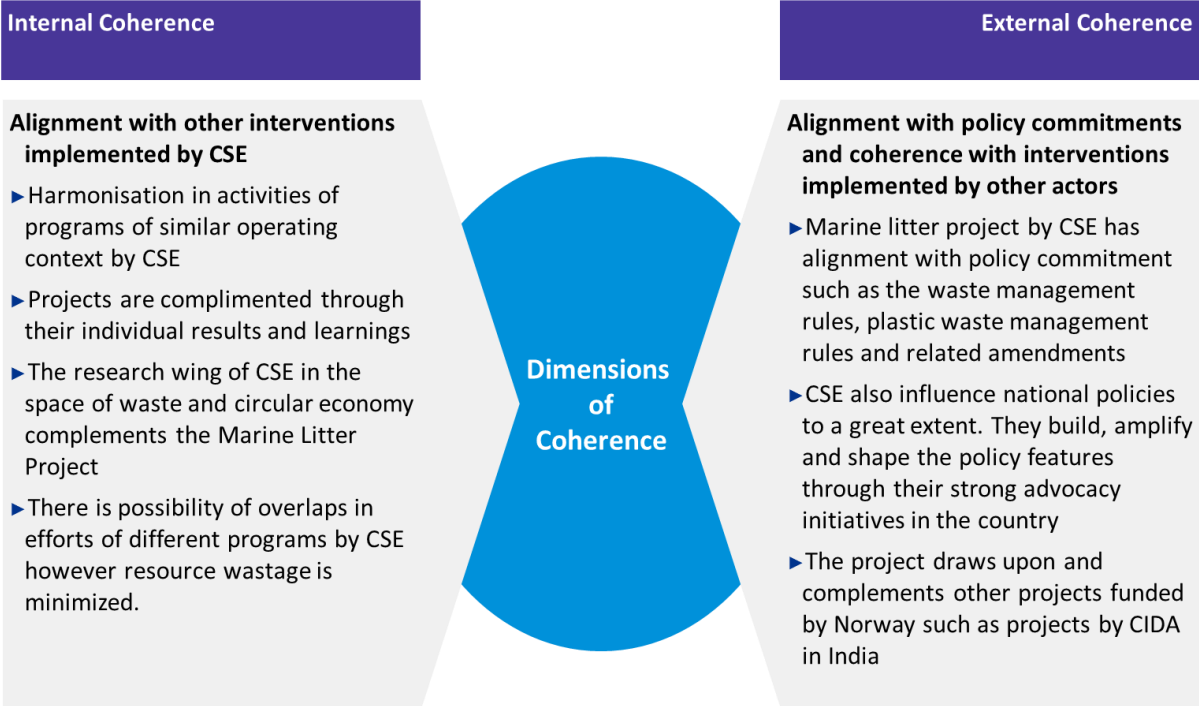 Internal Coherence
Alignment with other interventions
implemented by CSE
►Harmonisation in activities of
programs of similar operating
context by CSE
►Projects are complimented through
their individual results and learnings
►The research wing of CSE in the
space of waste and circular economy
complements the Marine Litter
Project
►There is possibility of overlaps in
efforts of different programs by CSE
however resource wastage is
minimized.
Dimensions
of
Coherence
External Coherence
Alignment with policy commitments
and coherence with interventions
implemented by other actors
►Marine litter project by CSE has
alignment with policy commitment
such as the waste management
rules, plastic waste management
rules and related amendments
►CSE also influence national policies
to a great extent. They build, amplify
and shape the policy features
through their strong advocacy
initiatives in the country
►The project draws upon and
complements other projects funded
by Norway such as projects by CIDA
in India